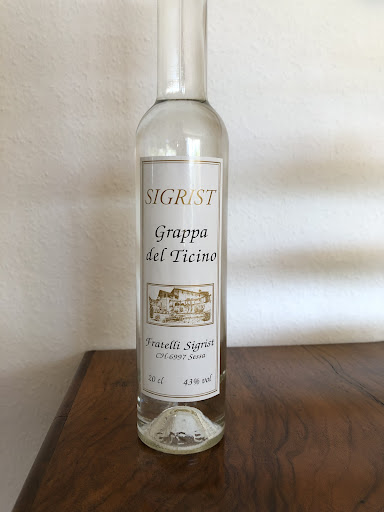 SIGRIST
Grappa
del Ticino
Fratelli Sigrist
CH-6997 Sessa
20 cl 43% vol